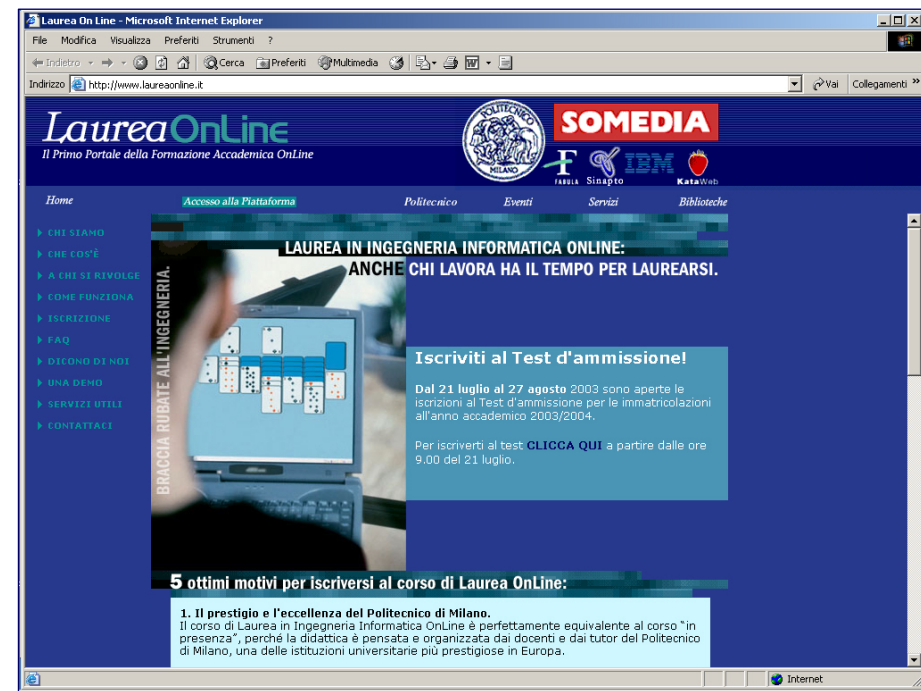 Laurea On Line - Microsoft Internet Explorer
File Modifica Visualizza Preferiti Strumenti ?
Indietro Cerca Preferiti Multimedia
Indirizzo http://www.laureaonline.it Vai Collegamenti »
LaureaOnLine
Il Primo Portale della Formazione Accademica OnLine
POLITECNICO
MILANO
SOMEDIA
F
FABULA
Sinapto
IBM
KataWeb
Home Accesso alla Piattaforma Politecnico Eventi Servizi Biblioteche
CHI SIAMO
CHE COS'È
A CHI SI RIVOLGE
COME FUNZIONA
ISCRIZIONE
FAQ
DICONO DI NOI
UNA DEMO
SERVIZI UTILI
CONTATTACI
BRACCIA RUBATE ALL'INGEGNERIA.
LAUREA IN INGEGNERIA INFORMATICA ONLINE:
ANCHE CHI LAVORA HA IL TEMPO PER LAUREARSI.
Iscriviti al Test d'ammissione!
Dal 21 luglio al 27 agosto 2003 sono aperte le
iscrizioni al Test d'ammissione per le immatricolazioni
all'anno accademico 2003/2004.
Per iscriverti al test CLICCA QUI a partire dalle ore
9.00 del 21 luglio.
5 ottimi motivi per iscriversi al corso di Laurea OnLine:
1. Il prestigio e l'eccellenza del Politecnico di Milano.
Il corso di Laurea in Ingegneria Informatica OnLine è perfettamente equivalente al corso "in
presenza", perché la didattica è pensata e organizzata dai docenti e dai tutor del Politecnico
di Milano, una delle istituzioni universitarie più prestigiose in Europa.
Internet